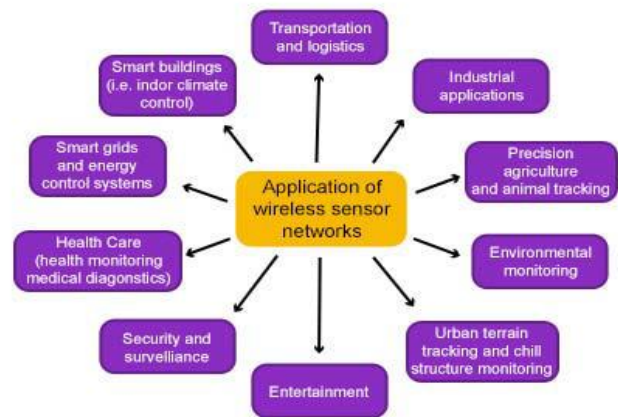 Transportation
and logistics
Smart buildings
(i.e. indor climate
control)
Industrial
applications
Smart grids
and energy
control systems
Precision
agriculture
and animal tracking
Application of
wireless sensor
networks
Health Care
(health monitoring
medical diagonstics)
Environmental
monitoring
Security and
survelliance
Urban terrain
tracking and chill
structure monitoring
Entertainment